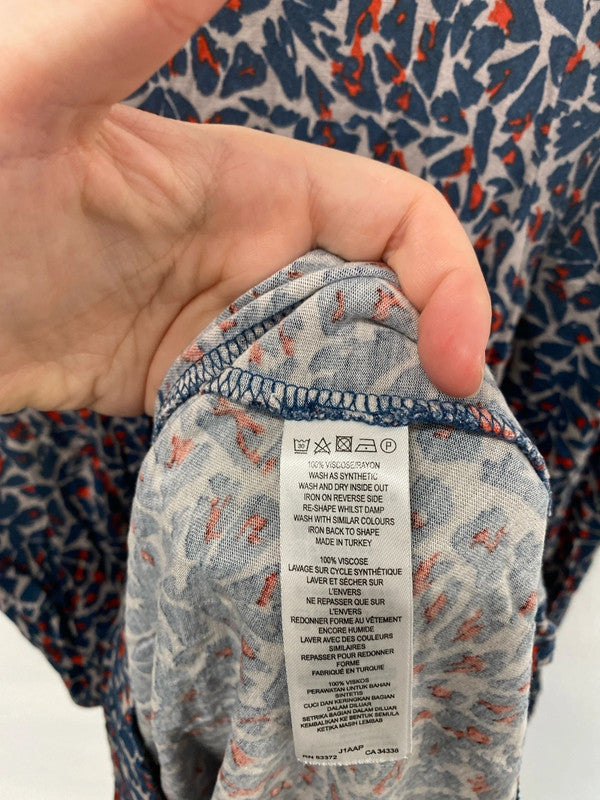 30 P
100% VISCOSE/RAYON
WASH AS SYNTHETIC
WASH AND DRY INSIDE OUT
IRON ON REVERSE SIDE
RE-SHAPE WHILST DAMP
WASH WITH SIMILAR COLOURS
IRON BACK TO SHAPE
MADE IN TURKEY
100% VISCOSE
LAVAGE SUR CYCLE SYNTHÉTIQUE
LAVER ET SÉCHER SUR
L'ENVERS
NE REPASSER QUE SUR
L'ENVERS
REDONNER FORME AU VÊTEMENT
ENCORE HUMIDE
LAVER AVEC DES COULEURS
SIMILAIRES
REPASSER POUR REDONNER
FORME
FABRIQUÉ EN TURQUIE
100% VISKOS
PERAWATAN UNTUK BAHAN
SINTETIS
CUCI DAN KERINGKAN BAGIAN
DALAM DILUAR
SETRIKA BAGIAN DALAM DILUAR
KEMBALIKAN KE BENTUK SEMULA
KETIKA MASIH LEMBAB
J1AAP
RN 93372 CA 34338